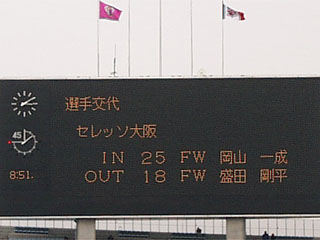 選手交代
セレッソ大阪
IN 25 FW 岡山 一成
OUT 18 FW 盛田 剛平
45
8:51.